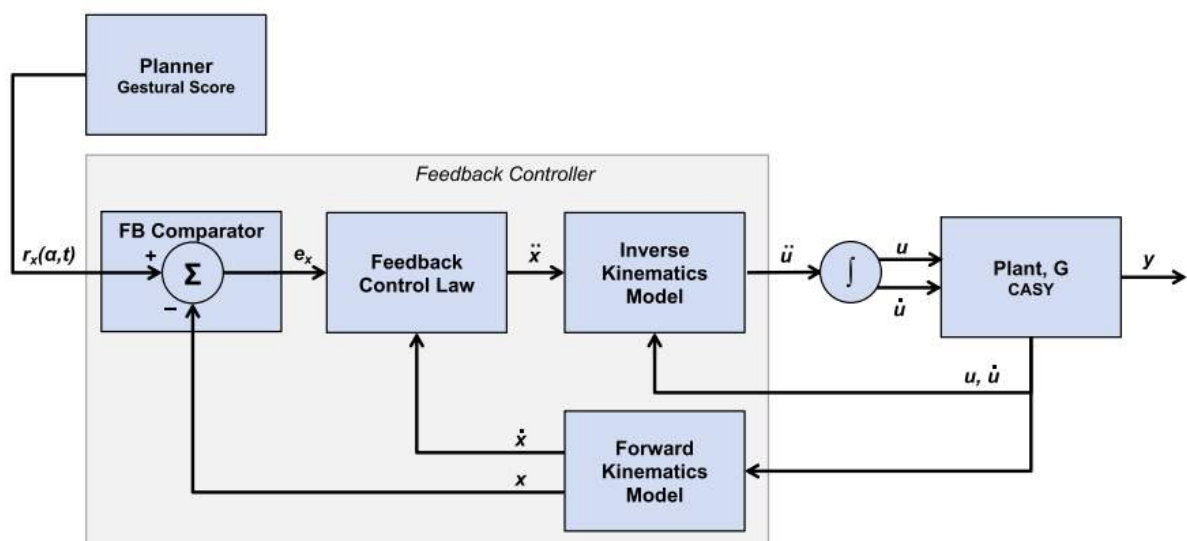 Planner
Gestural Score
Feedback Controller
FB Comparator
r_x(α,t)
+
Σ
−
e_x
Feedback
Control Law
ẍ
Inverse
Kinematics
Model
ü
∫
u
u̇
Plant, G
CASY
y
u, u̇
ẋ
x
Forward
Kinematics
Model